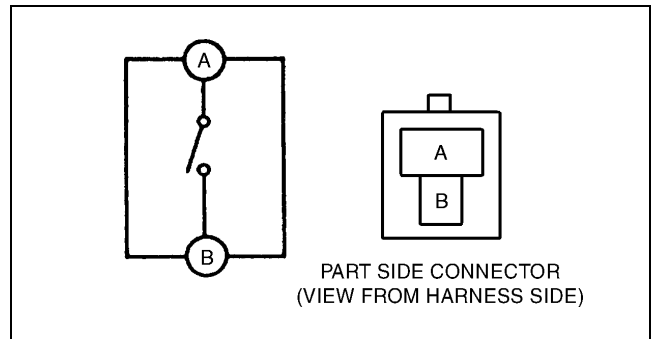 A
B
A
B
PART SIDE CONNECTOR
(VIEW FROM HARNESS SIDE)